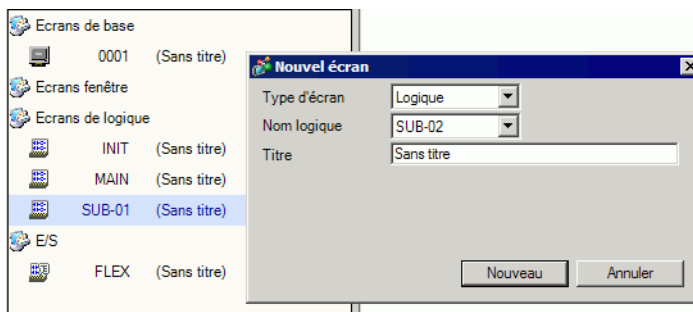 Ecrans de base
0001 (Sans titre)
Ecrans fenêtre
Ecrans de logique
INIT (Sans titre)
MAIN (Sans titre)
SUB-01 (Sans titre)
E/S
FLEX (Sans titre)
Nouvel écran
Type d'écran Logique
Nom logique SUB-02
Titre Sans titre
Nouveau Annuler